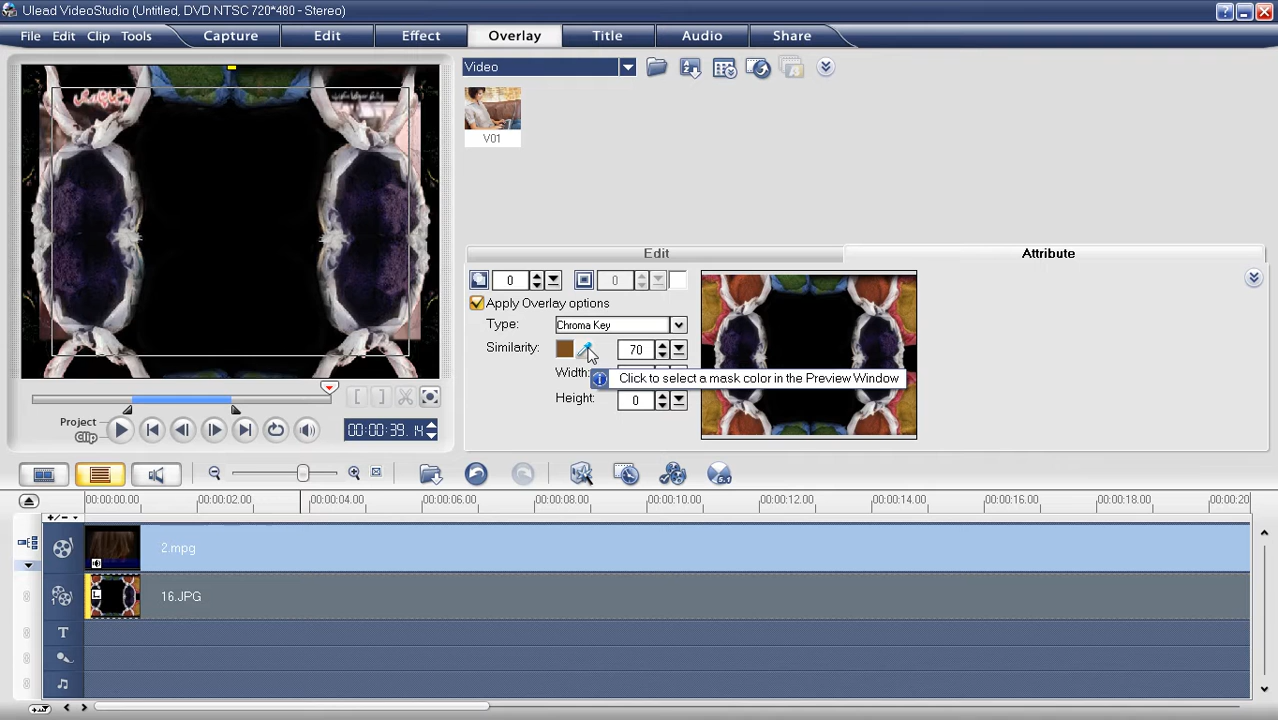 Ulead VideoStudio (Untitled, DVD NTSC 720*480 - Stereo)
File Edit Clip Tools Capture Edit Effect Overlay Title Audio Share
Video
V01
Edit Attribute
0 0
Apply Overlay options
Type: Chroma Key
Similarity: 70
Width:
Click to select a mask color in the Preview Window
Height: 0
Project
Clip
00:00:39.14
5.1
00:00:00.00 00:00:02.00 00:00:04.00 00:00:06.00 00:00:08.00 00:00:10.00 00:00:12.00 00:00:14.00 00:00:16.00 00:00:18.00 00:00:20
+/-
2.mpg
1
16.JPG
T